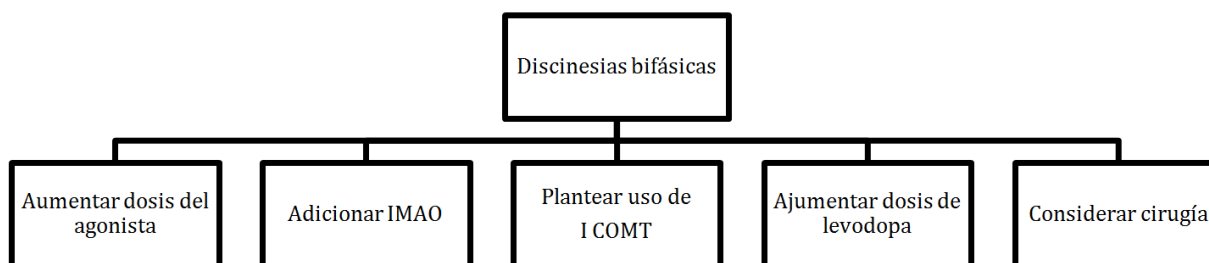 Discinesias bifásicas
Aumentar dosis del
agonista
Adicionar IMAO
Plantear uso de
I COMT
Ajumentar dosis de
levodopa
Considerar cirugía